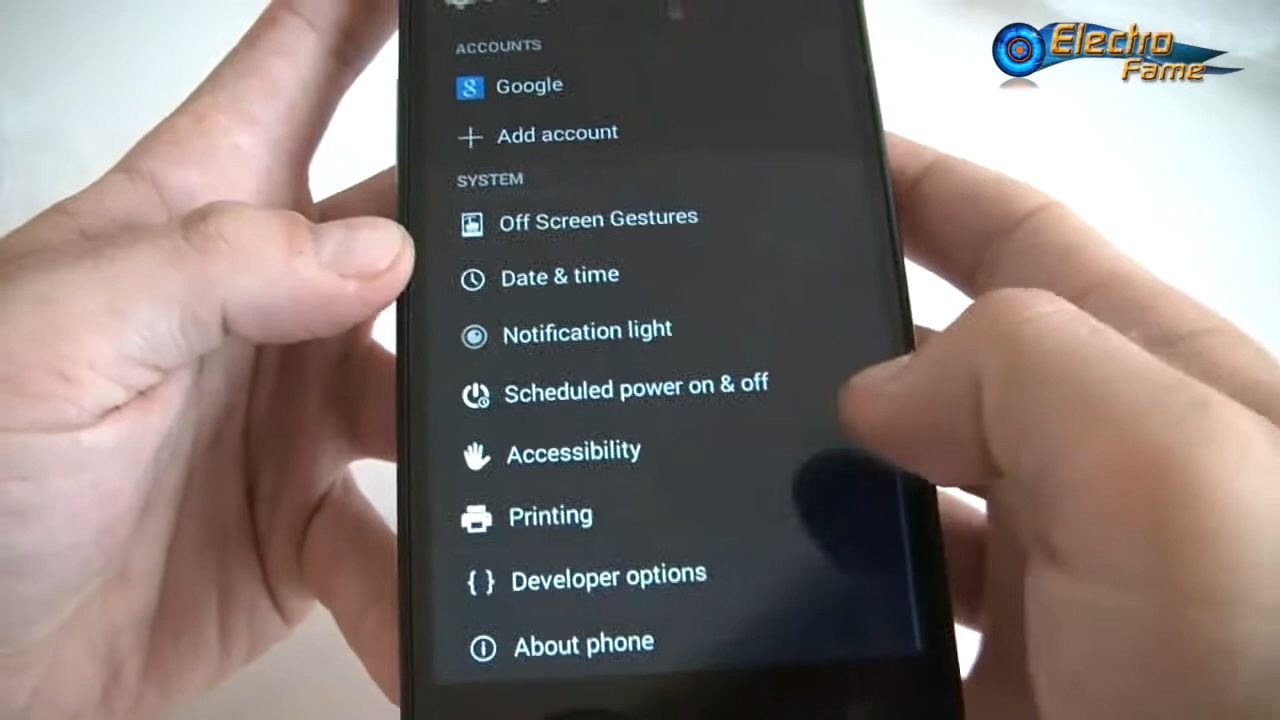 Electro
Fame
ACCOUNTS
Google
Add account
SYSTEM
Off Screen Gestures
Date & time
Notification light
Scheduled power on & off
Accessibility
Printing
Developer options
About phone